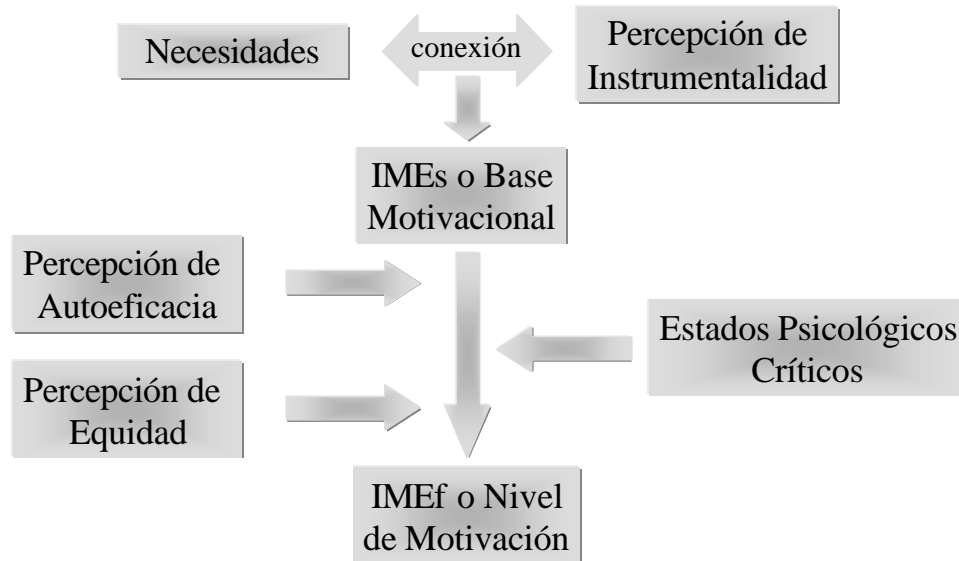 Necesidades
conexión
Percepción de
Instrumentalidad
IMEs o Base
Motivacional
Percepción de
Autoeficacia
Estados Psicológicos
Críticos
Percepción de
Equidad
IMEf o Nivel
de Motivación